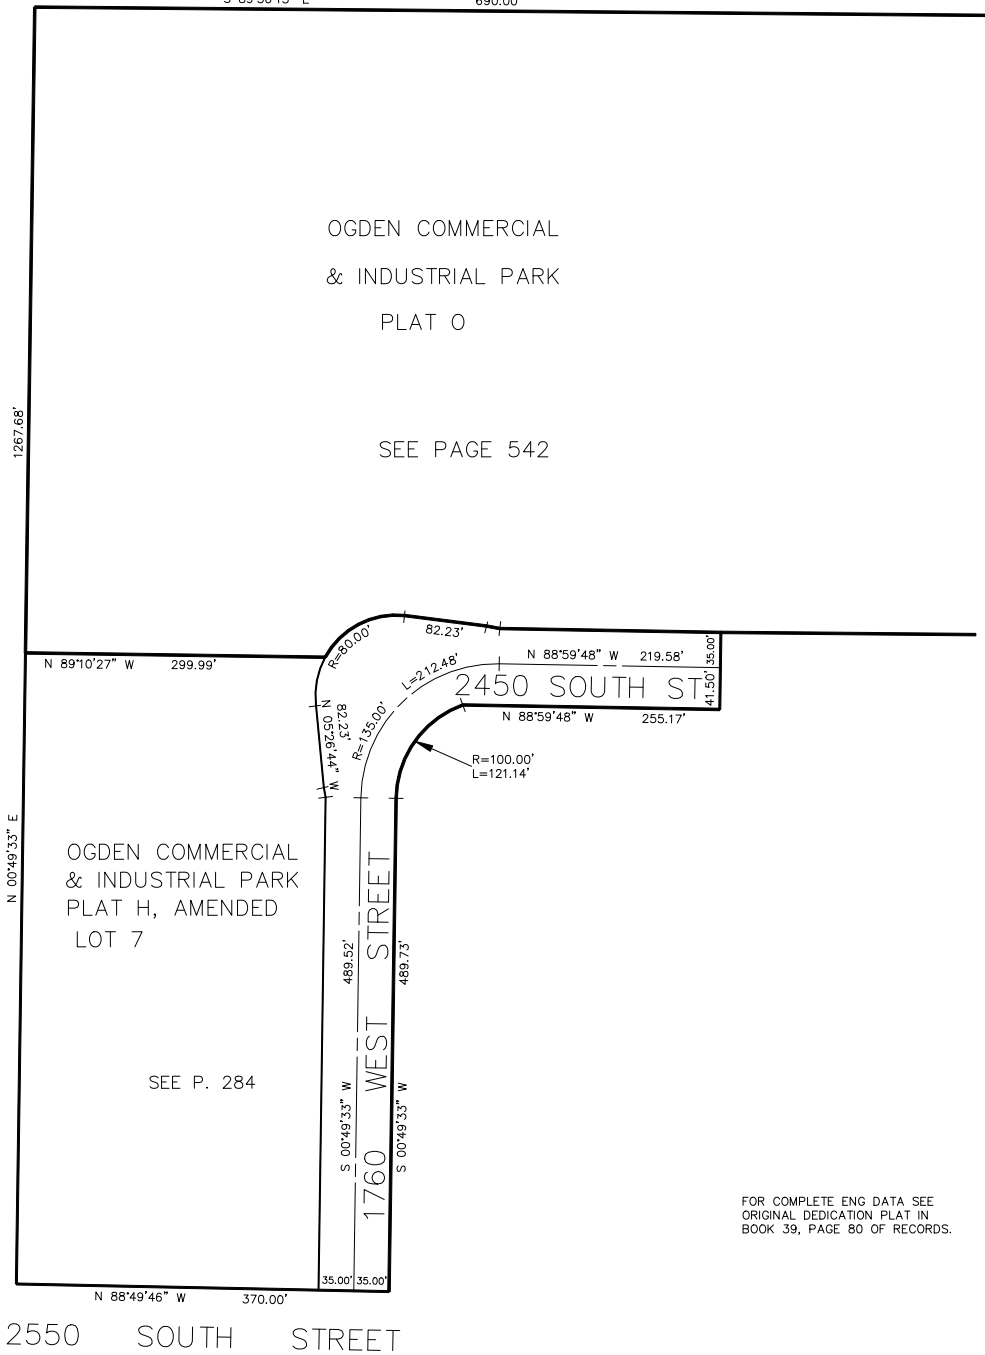 690.00'
OGDEN COMMERCIAL
& INDUSTRIAL PARK
PLAT O
SEE PAGE 542
1267.68'
R=80.00'
82.23'
L=212.48'
N 88°59'48" W 219.58'
35.00'
41.50'
2450 SOUTH ST
N 88°59'48" W 255.17'
N 89°10'27" W 299.99'
82.23'
N 05°26'44" W
R=135.00'
R=100.00'
L=121.14'
N 00°49'33" E
OGDEN COMMERCIAL
& INDUSTRIAL PARK
PLAT H, AMENDED
LOT 7
SEE P. 284
S 00°49'33" W 489.52'
1760 WEST STREET
S 00°49'33" W 489.73'
FOR COMPLETE ENG DATA SEE
ORIGINAL DEDICATION PLAT IN
BOOK 39, PAGE 80 OF RECORDS.
35.00' 35.00'
N 88°49'46" W 370.00'
2550 SOUTH STREET